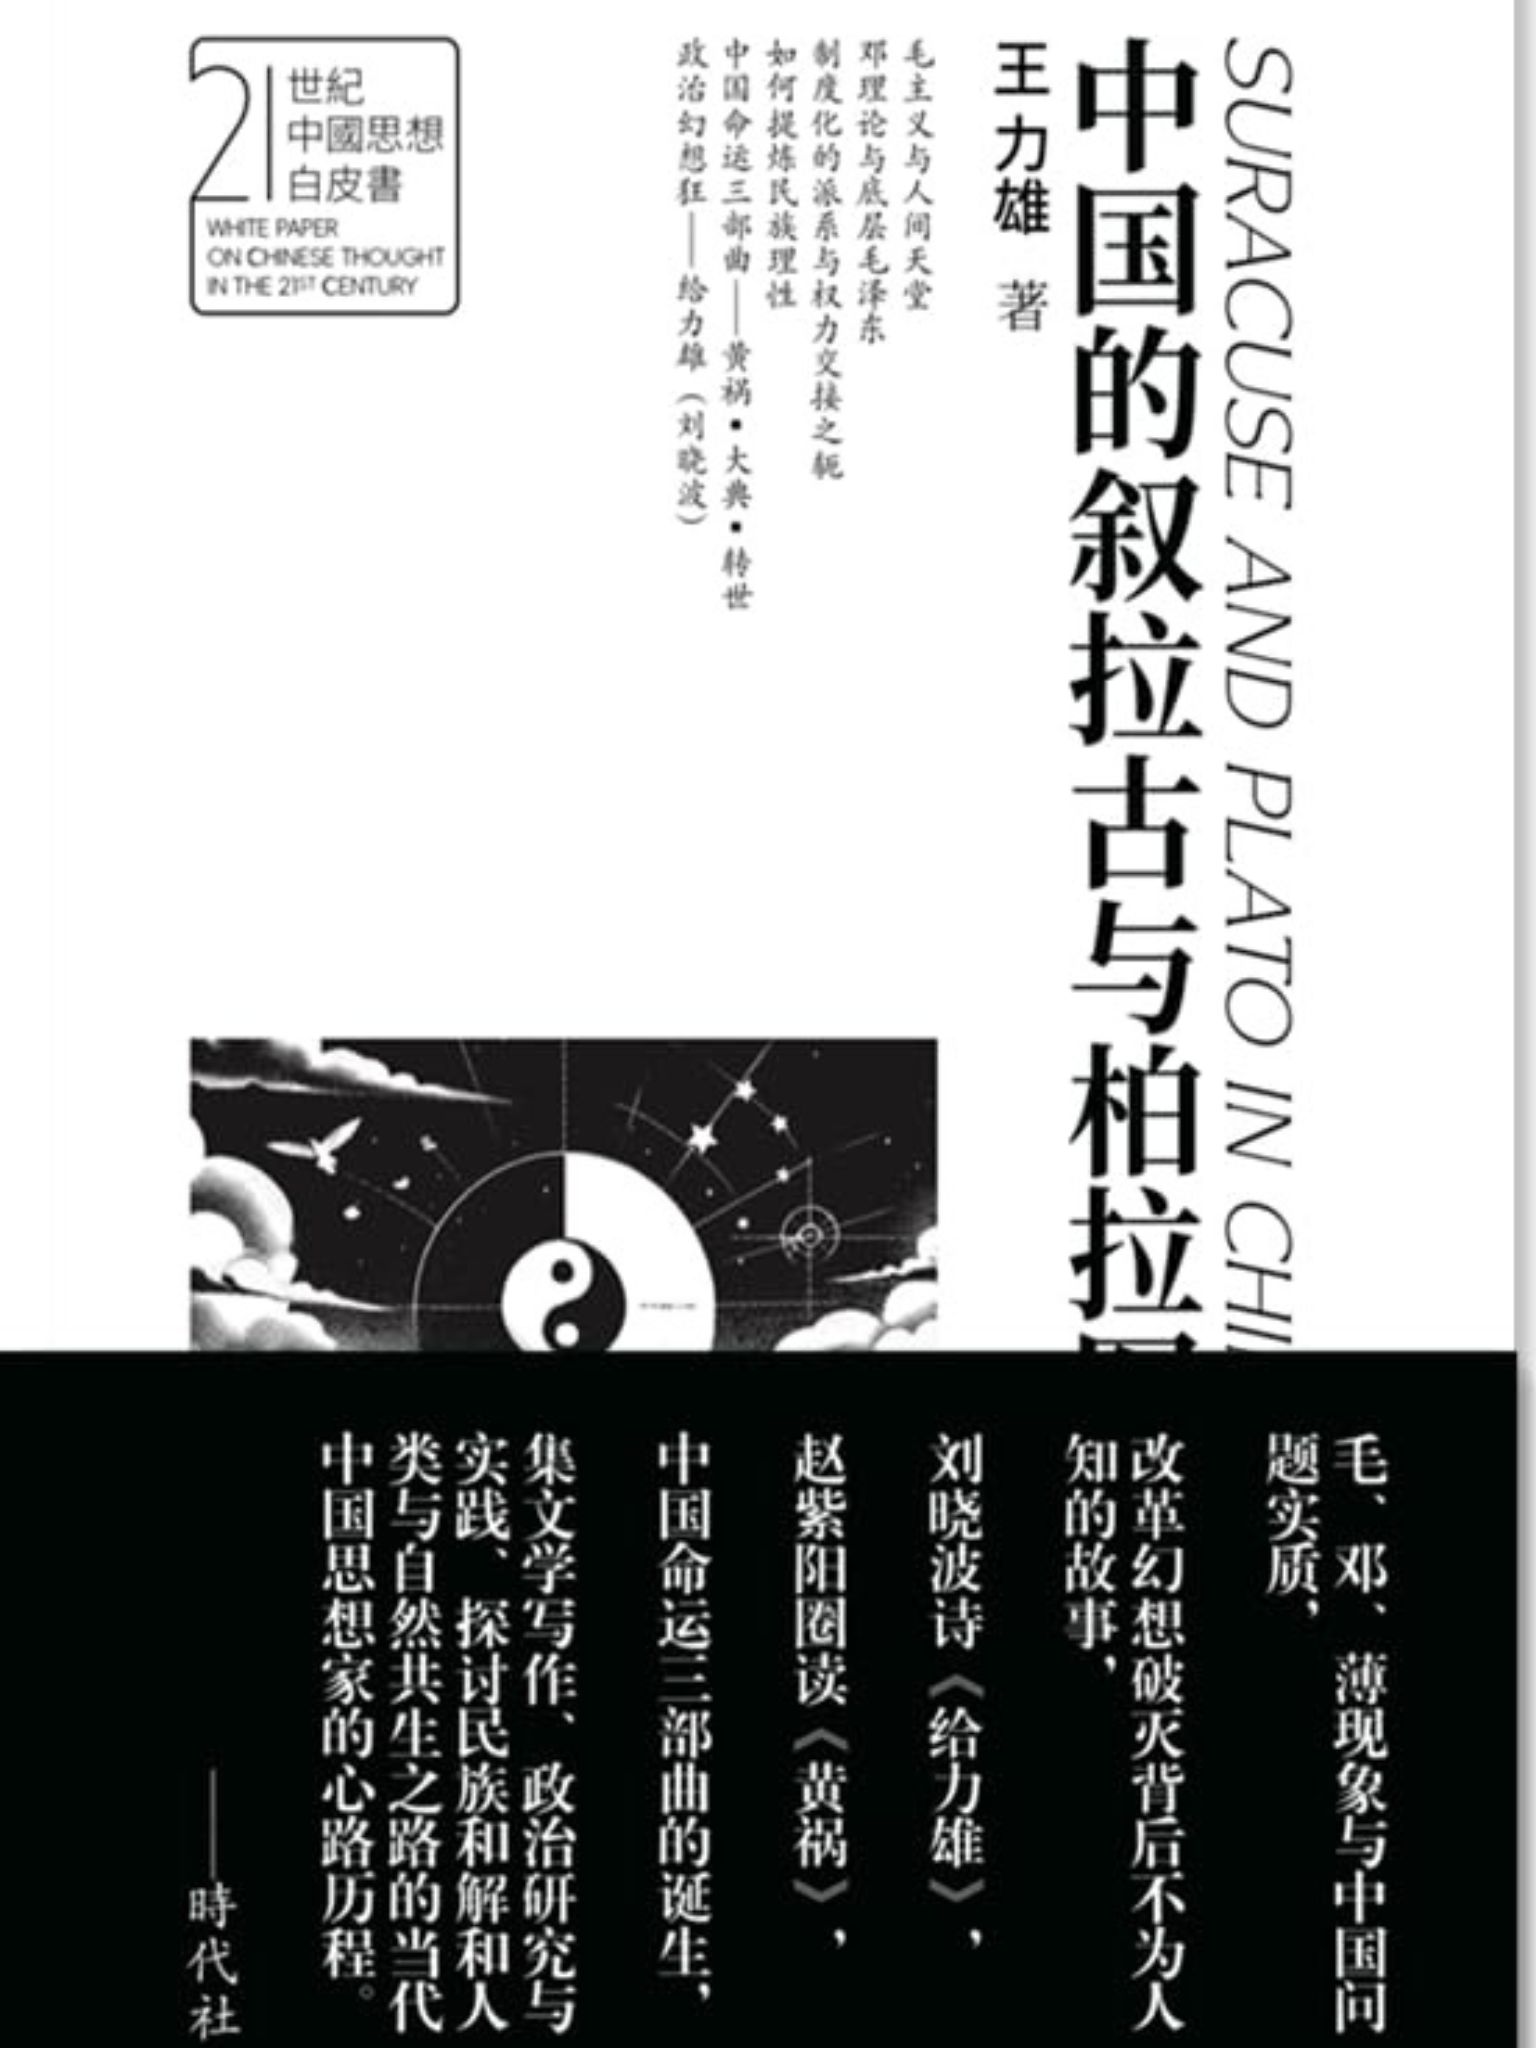 SURACUSE AND PLATO IN CHI
中国的叙拉古与柏拉
王力雄 著
毛主义与人间天堂
邓理论与底层毛泽东
制度化的派系与权力交接之轭
如何提炼民族理性
中国命运三部曲——黄祸·大典·转世
政治幻想狂——给力雄（刘晓波）
21世紀
中國思想
白皮書
WHITE PAPER
ON CHINESE THOUGHT
IN THE 21ST CENTURY
毛、邓、薄现象与中国问
题实质，
改革幻想破灭背后不为人
知的故事，
刘晓波诗《给力雄》，
赵紫阳圈读《黄祸》，
中国命运三部曲的诞生，
集文学写作、政治研究与
实践、探讨民族和解和人
类与自然共生之路的当代
中国思想家的心路历程。
——時代社